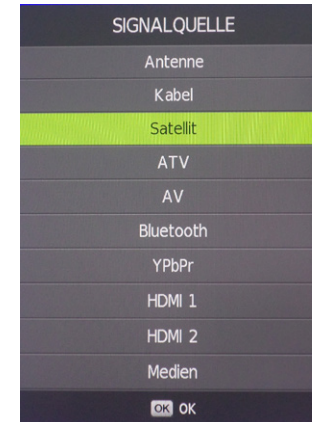 SIGNALQUELLE
Antenne
Kabel
Satellit
ATV
AV
Bluetooth
YPbPr
HDMI 1
HDMI 2
Medien
OK OK